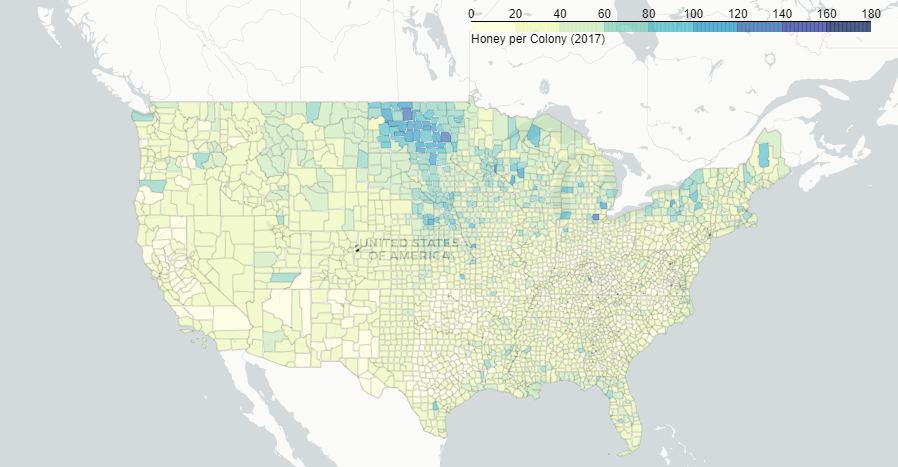 0 20 40 60 80 100 120 140 160 180
Honey per Colony (2017)
UNITED STATES
OF AMERICA